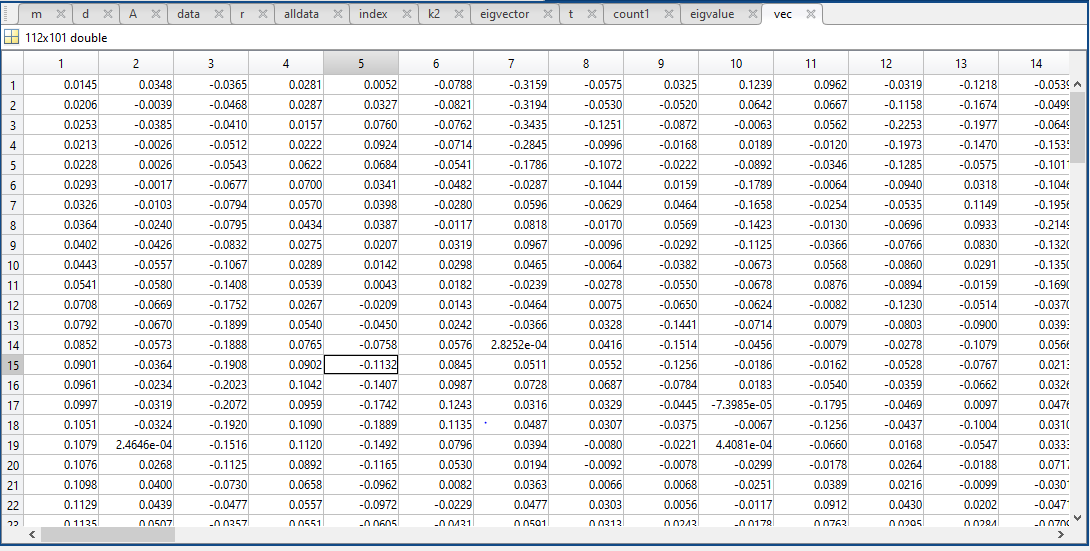 m d A data r alldata index k2 eigvector t count1 eigvalue vec
112x101 double
1 2 3 4 5 6 7 8 9 10 11 12 13 14
1 0.0145 0.0348 -0.0365 0.0281 0.0052 -0.0788 -0.3159 -0.0575 0.0325 0.1239 0.0962 -0.0319 -0.1218 -0.0539
2 0.0206 -0.0039 -0.0468 0.0287 0.0327 -0.0821 -0.3194 -0.0530 -0.0520 0.0642 0.0667 -0.1158 -0.1674 -0.0499
3 0.0253 -0.0385 -0.0410 0.0157 0.0760 -0.0762 -0.3435 -0.1251 -0.0872 -0.0063 0.0562 -0.2253 -0.1977 -0.0649
4 0.0213 -0.0026 -0.0512 0.0222 0.0924 -0.0714 -0.2845 -0.0996 -0.0168 0.0189 -0.0120 -0.1973 -0.1470 -0.1535
5 0.0228 0.0026 -0.0543 0.0622 0.0684 -0.0541 -0.1786 -0.1072 -0.0222 -0.0892 -0.0346 -0.1285 -0.0575 -0.1011
6 0.0293 -0.0017 -0.0677 0.0700 0.0341 -0.0482 -0.0287 -0.1044 0.0159 -0.1789 -0.0064 -0.0940 0.0318 -0.1046
7 0.0326 -0.0103 -0.0794 0.0570 0.0398 -0.0280 0.0596 -0.0629 0.0464 -0.1658 -0.0254 -0.0535 0.1149 -0.1956
8 0.0364 -0.0240 -0.0795 0.0434 0.0387 -0.0117 0.0818 -0.0170 0.0569 -0.1423 -0.0130 -0.0696 0.0933 -0.2149
9 0.0402 -0.0426 -0.0832 0.0275 0.0207 0.0319 0.0967 -0.0096 -0.0292 -0.1125 -0.0366 -0.0766 0.0830 -0.1320
10 0.0443 -0.0557 -0.1067 0.0289 0.0142 0.0298 0.0465 -0.0064 -0.0382 -0.0673 0.0568 -0.0860 0.0291 -0.1350
11 0.0541 -0.0580 -0.1408 0.0539 0.0043 0.0182 -0.0239 -0.0278 -0.0550 -0.0678 0.0876 -0.0894 -0.0159 -0.1690
12 0.0708 -0.0669 -0.1752 0.0267 -0.0209 0.0143 -0.0464 0.0075 -0.0650 -0.0624 -0.0082 -0.1230 -0.0514 -0.0370
13 0.0792 -0.0670 -0.1899 0.0540 -0.0450 0.0242 -0.0366 0.0328 -0.1441 -0.0714 0.0079 -0.0803 -0.0900 0.0393
14 0.0852 -0.0573 -0.1888 0.0765 -0.0758 0.0576 2.8252e-04 0.0416 -0.1514 -0.0456 -0.0079 -0.0278 -0.1079 0.0566
15 0.0901 -0.0364 -0.1908 0.0902 -0.1132 0.0845 0.0511 0.0552 -0.1256 -0.0186 -0.0162 -0.0528 -0.0767 0.0213
16 0.0961 -0.0234 -0.2023 0.1042 -0.1407 0.0987 0.0728 0.0687 -0.0784 0.0183 -0.0540 -0.0359 -0.0662 0.0326
17 0.0997 -0.0319 -0.2072 0.0959 -0.1742 0.1243 0.0316 0.0329 -0.0445 -7.3985e-05 -0.1795 -0.0469 0.0097 0.0476
18 0.1051 -0.0324 -0.1920 0.1090 -0.1889 0.1135 0.0487 0.0307 -0.0375 -0.0067 -0.1256 -0.0437 -0.1004 0.0310
19 0.1079 2.4646e-04 -0.1516 0.1120 -0.1492 0.0796 0.0394 -0.0080 -0.0221 4.4081e-04 -0.0660 0.0168 -0.0547 0.0333
20 0.1076 0.0268 -0.1125 0.0892 -0.1165 0.0530 0.0194 -0.0092 -0.0078 -0.0299 -0.0178 0.0264 -0.0188 0.0717
21 0.1098 0.0400 -0.0730 0.0658 -0.0962 0.0082 0.0363 0.0066 0.0068 -0.0251 0.0389 0.0216 -0.0099 -0.0301
22 0.1129 0.0439 -0.0477 0.0557 -0.0972 -0.0229 0.0477 0.0303 0.0056 -0.0117 0.0912 0.0430 0.0202 -0.0471
23 0.1135 0.0507 -0.0357 0.0551 -0.0605 -0.0431 0.0591 0.0313 0.0243 -0.0178 0.0763 0.0295 0.0284 -0.0709